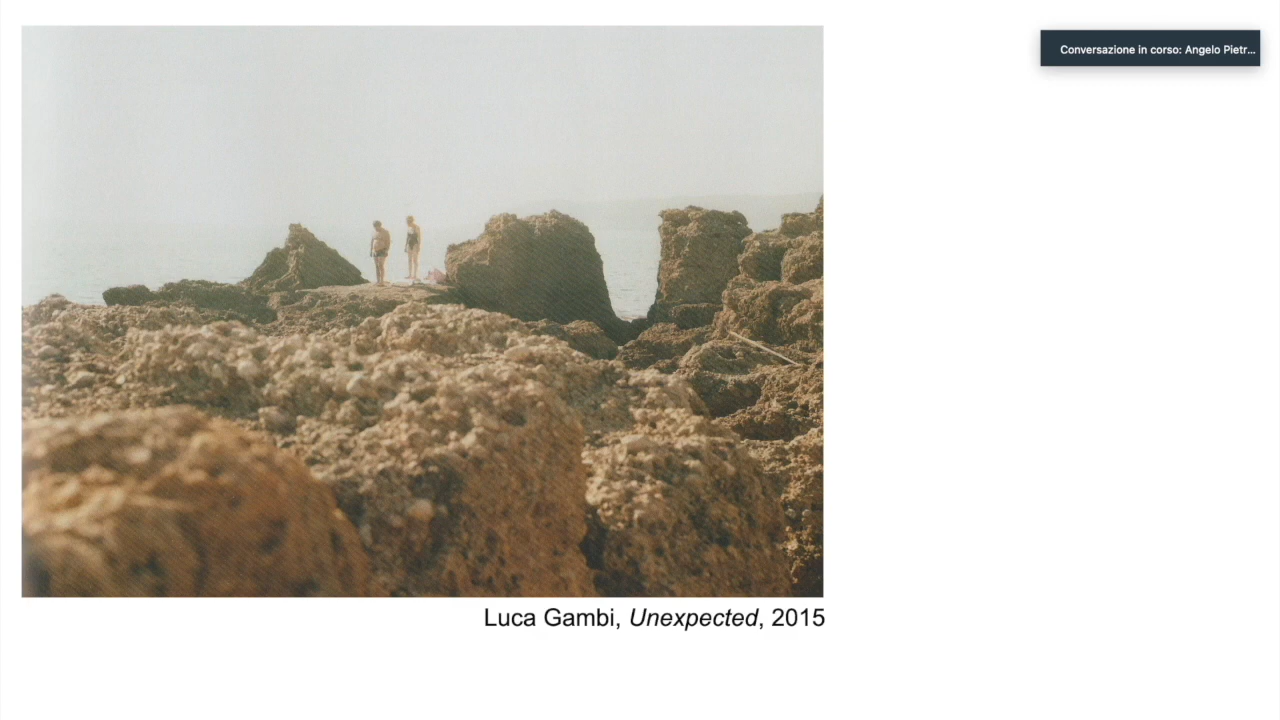 Conversazione in corso: Angelo Pietr...
Luca Gambi, Unexpected, 2015